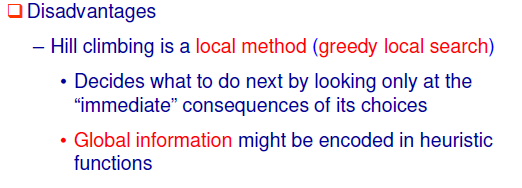 ❑ Disadvantages
– Hill climbing is a local method (greedy local search)
• Decides what to do next by looking only at the
“immediate” consequences of its choices
• Global information might be encoded in heuristic
functions